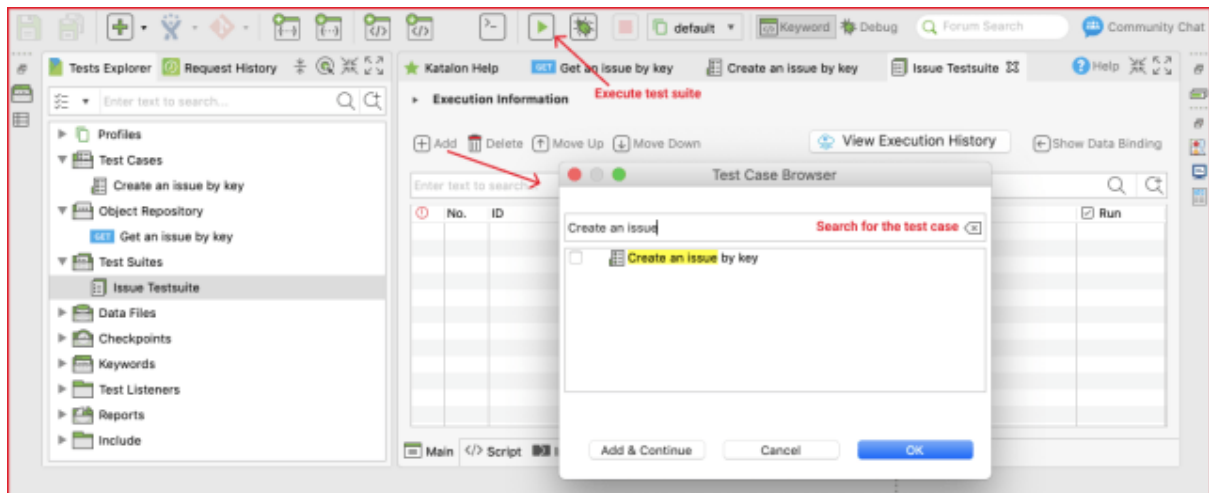 default Keyword Debug Forum Search Community Chat
Tests Explorer Request History
Katalon Help GET Get an issue by key Create an issue by key Issue Testsuite Help
Enter text to search...
Execution Information Execute test suite
Profiles
Test Cases
Create an issue by key
Object Repository
GET Get an issue by key
Test Suites
Issue Testsuite
Data Files
Checkpoints
Keywords
Test Listeners
Reports
Include
Add Delete Move Up Move Down View Execution History Show Data Binding
Enter text to search
No. ID Run
Test Case Browser
Create an issue Search for the test case
Create an issue by key
Add & Continue Cancel OK
Main </> Script